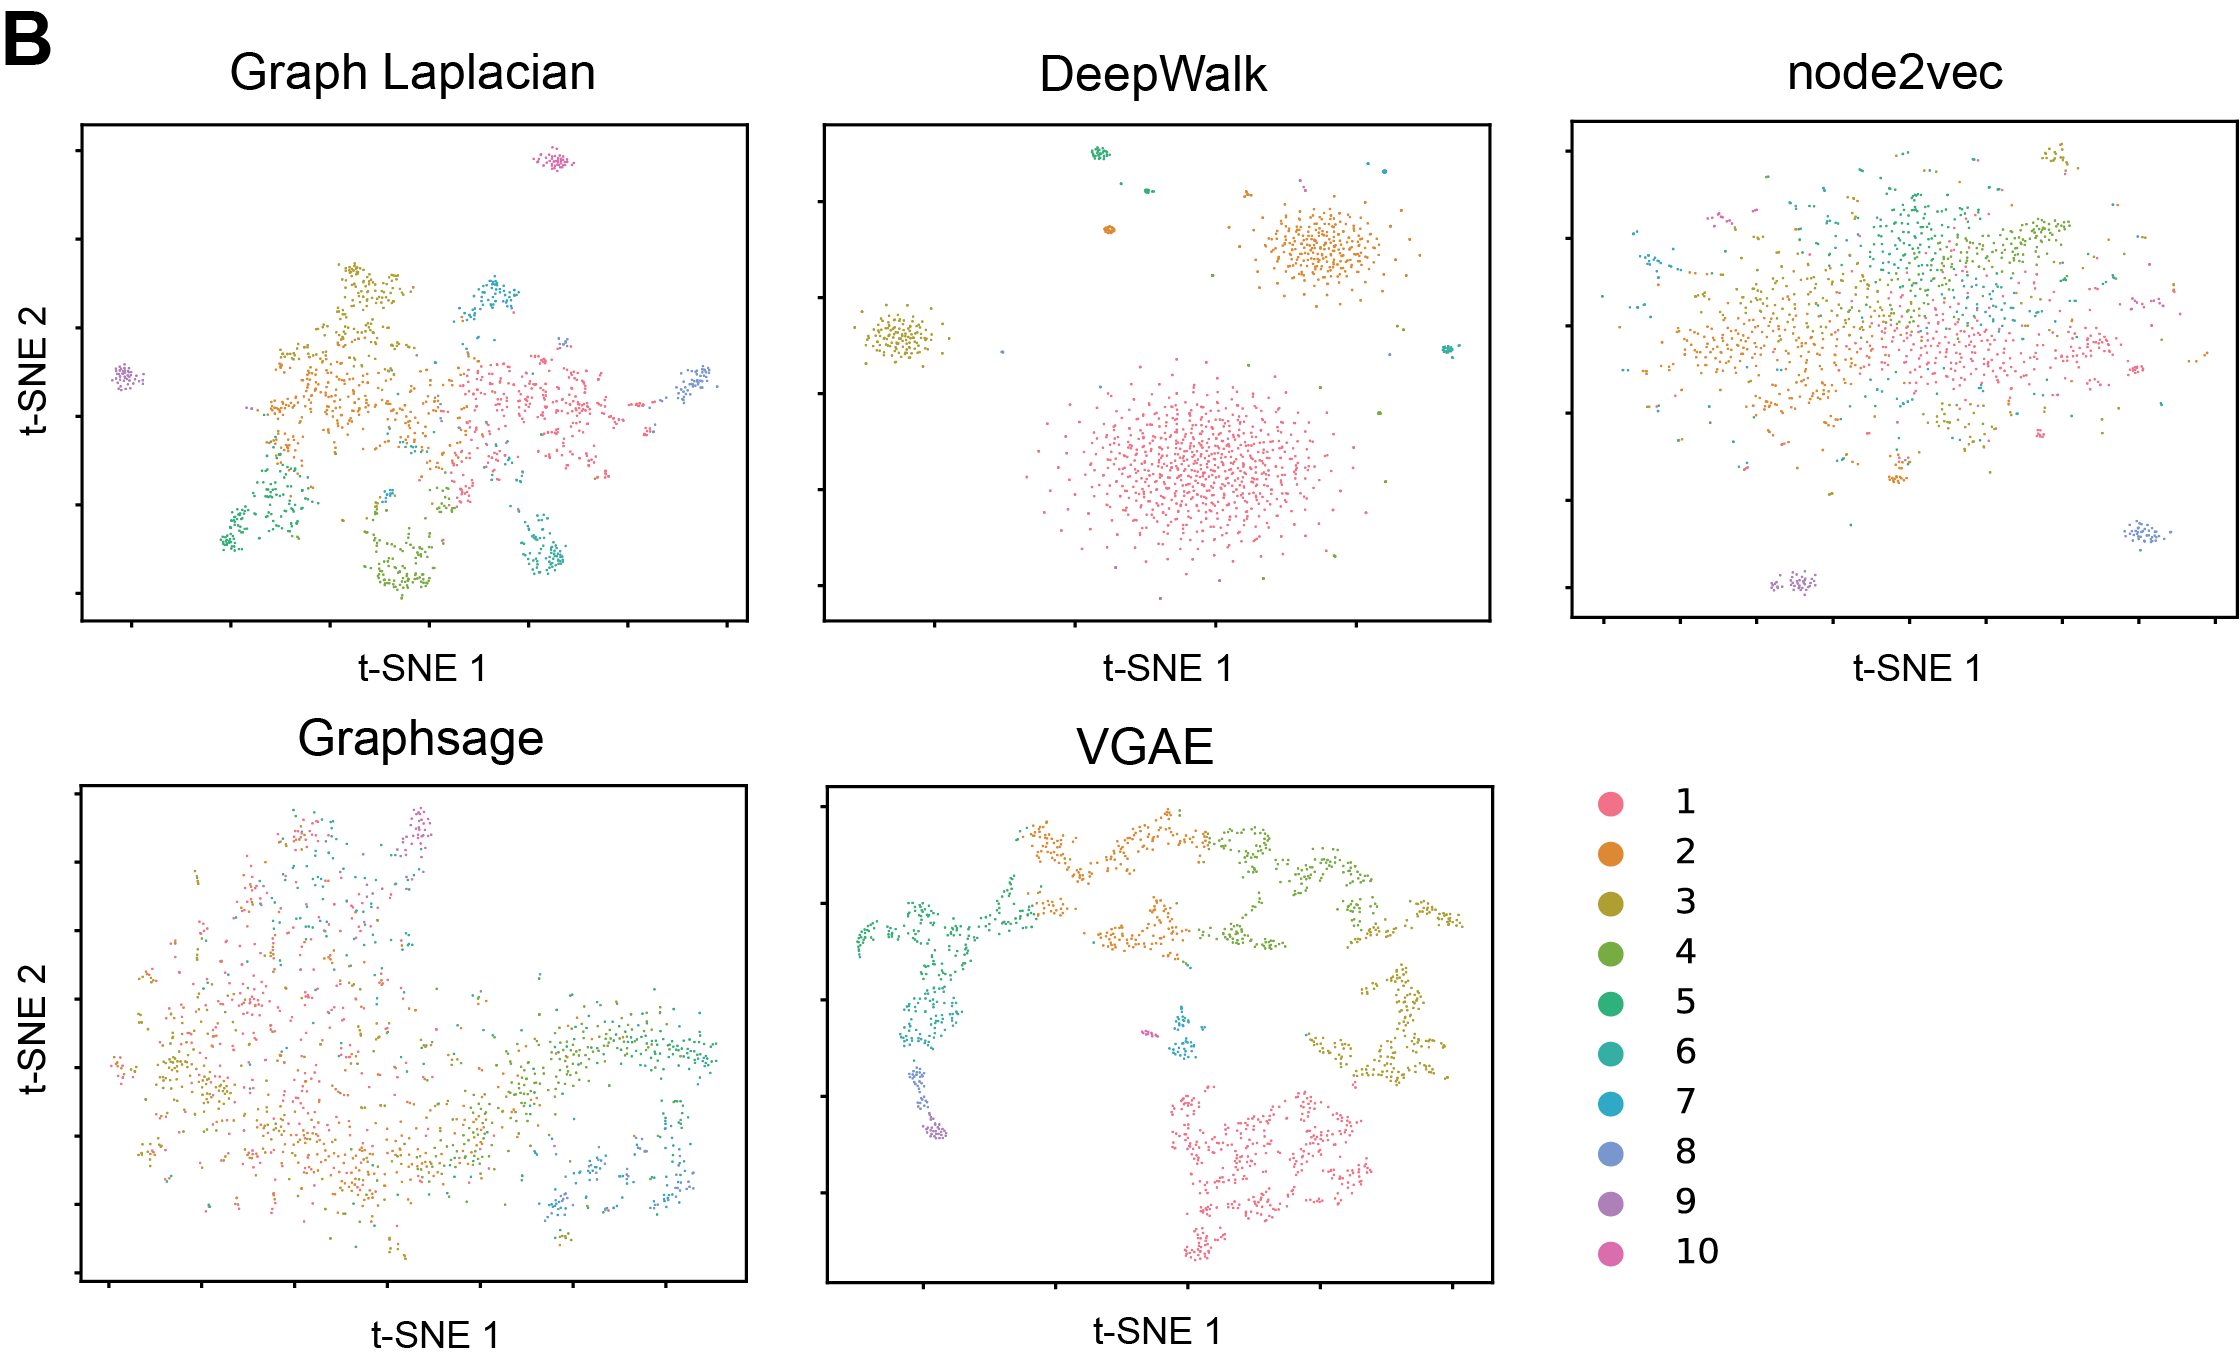 B
Graph Laplacian
DeepWalk
node2vec
t-SNE 2
t-SNE 1
t-SNE 1
t-SNE 1
Graphsage
VGAE
t-SNE 2
t-SNE 1
t-SNE 1
1
2
3
4
5
6
7
8
9
10